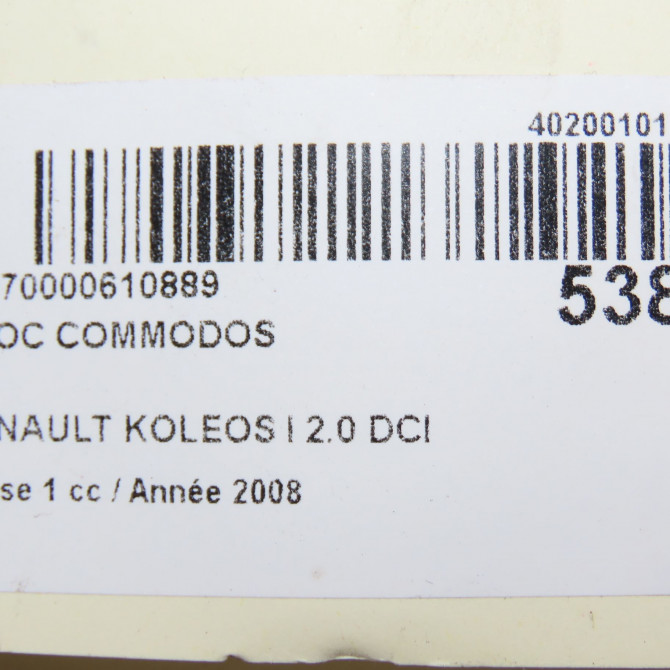 40200101
70000610889
538
OC COMMODOS
NAULT KOLEOS I 2.0 DCI
se 1 cc / Année 2008